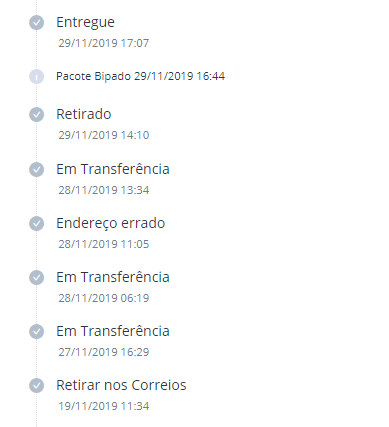 Entregue
29/11/2019 17:07
Pacote Bipado 29/11/2019 16:44
Retirado
29/11/2019 14:10
Em Transferência
28/11/2019 13:34
Endereço errado
28/11/2019 11:05
Em Transferência
28/11/2019 06:19
Em Transferência
27/11/2019 16:29
Retirar nos Correios
19/11/2019 11:34